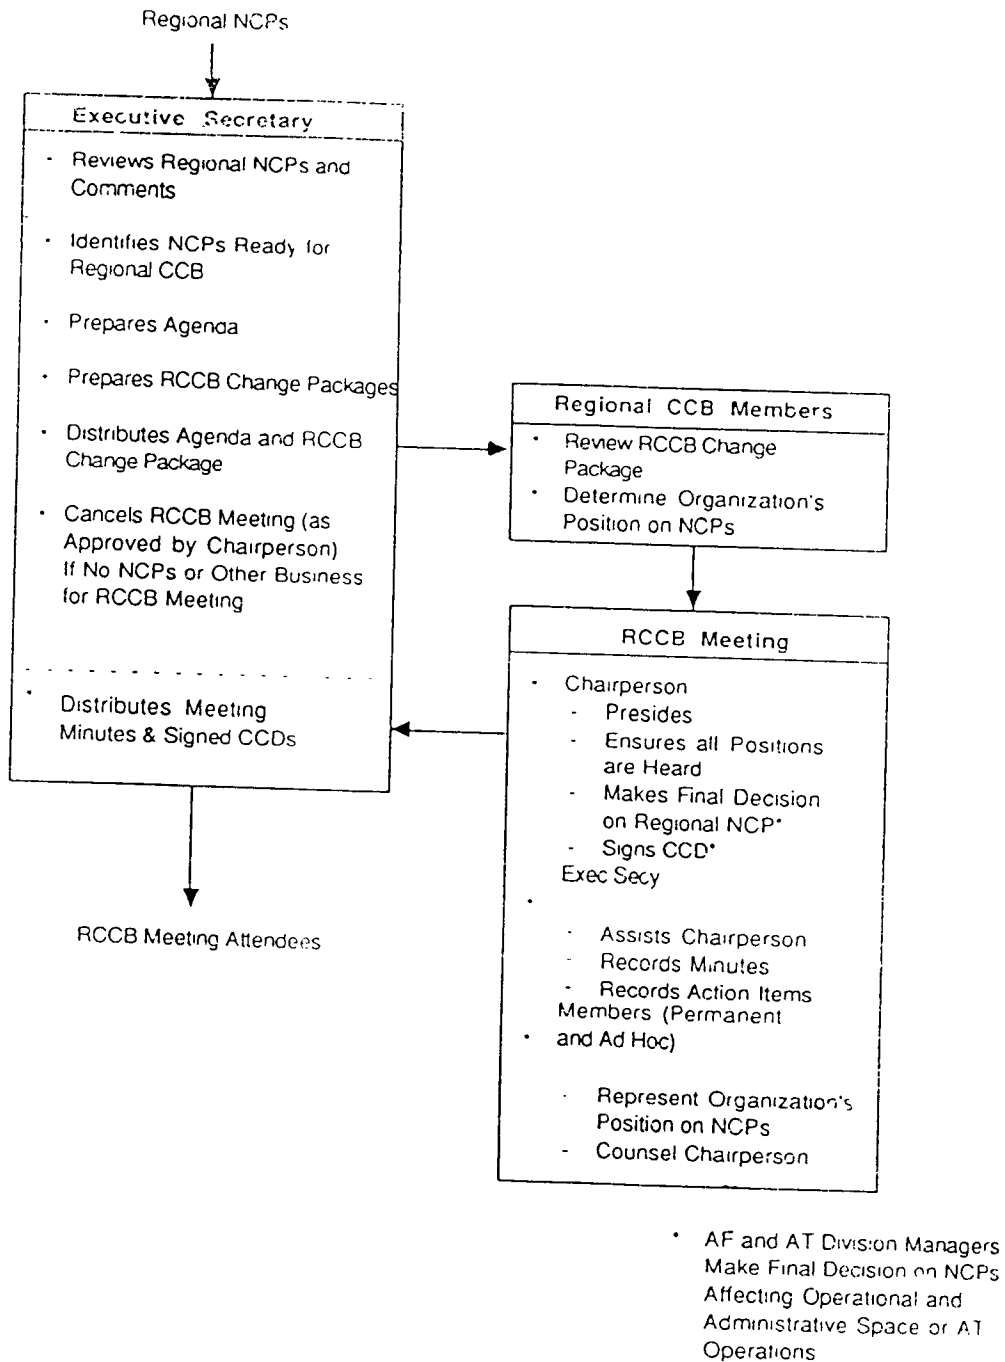 Regional NCPs
Executive Secretary
· Reviews Regional NCPs and
Comments
· Identifies NCPs Ready for
Regional CCB
· Prepares Agenda
· Prepares RCCB Change Packages
· Distributes Agenda and RCCB
Change Package
· Cancels RCCB Meeting (as
Approved by Chairperson)
If No NCPs or Other Business
for RCCB Meeting
· Distributes Meeting
Minutes & Signed CCDs
RCCB Meeting Attendees
Regional CCB Members
· Review RCCB Change
Package
· Determine Organization's
Position on NCPs
RCCB Meeting
· Chairperson
- Presides
- Ensures all Positions
are Heard
- Makes Final Decision
on Regional NCP*
- Signs CCD*
Exec Secy
·
- Assists Chairperson
- Records Minutes
- Records Action Items
Members (Permanent
· and Ad Hoc)
- Represent Organization's
Position on NCPs
- Counsel Chairperson
* AF and AT Division Managers
Make Final Decision on NCPs
Affecting Operational and
Administrative Space or AT
Operations